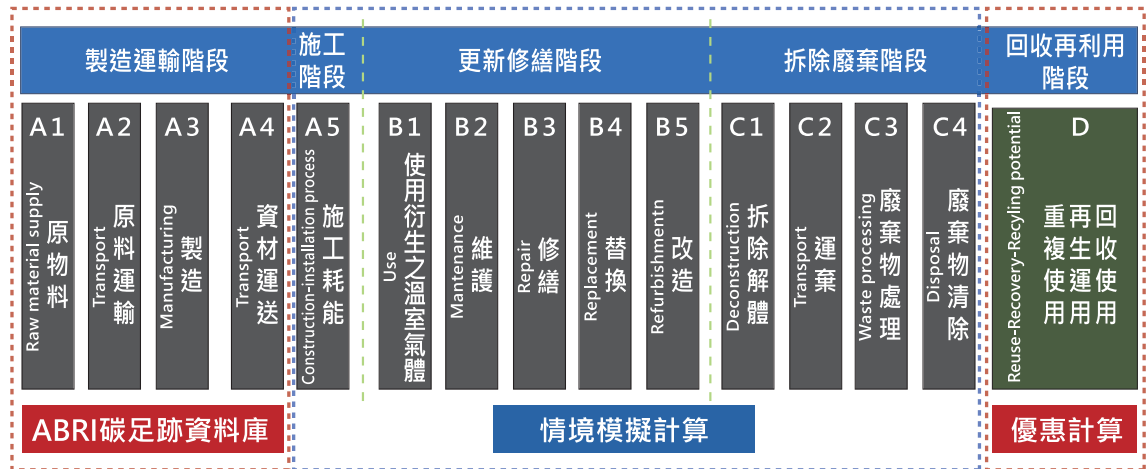 製造運輸階段
施工
階段
更新修繕階段
拆除廢棄階段
回收再利用
階段
A1
Raw material supply
原物料
A2
Transport
原料運輸
A3
Manufacturing
製造
A4
Transport
資材運送
A5
Construction-installation process
施工耗能
B1
Use
使用衍生之溫室氣體
B2
Mantenance
維護
B3
Repair
修繕
B4
Replacement
替換
B5
Refurbishmentn
改造
C1
Deconstruction
拆除解體
C2
Transport
運棄
C3
Waste processing
廢棄物處理
C4
Disposal
廢棄物清除
D
Reuse-Recovery-Recyling potential
重複使用
再生運用
回收使用
ABRI碳足跡資料庫
情境模擬計算
優惠計算